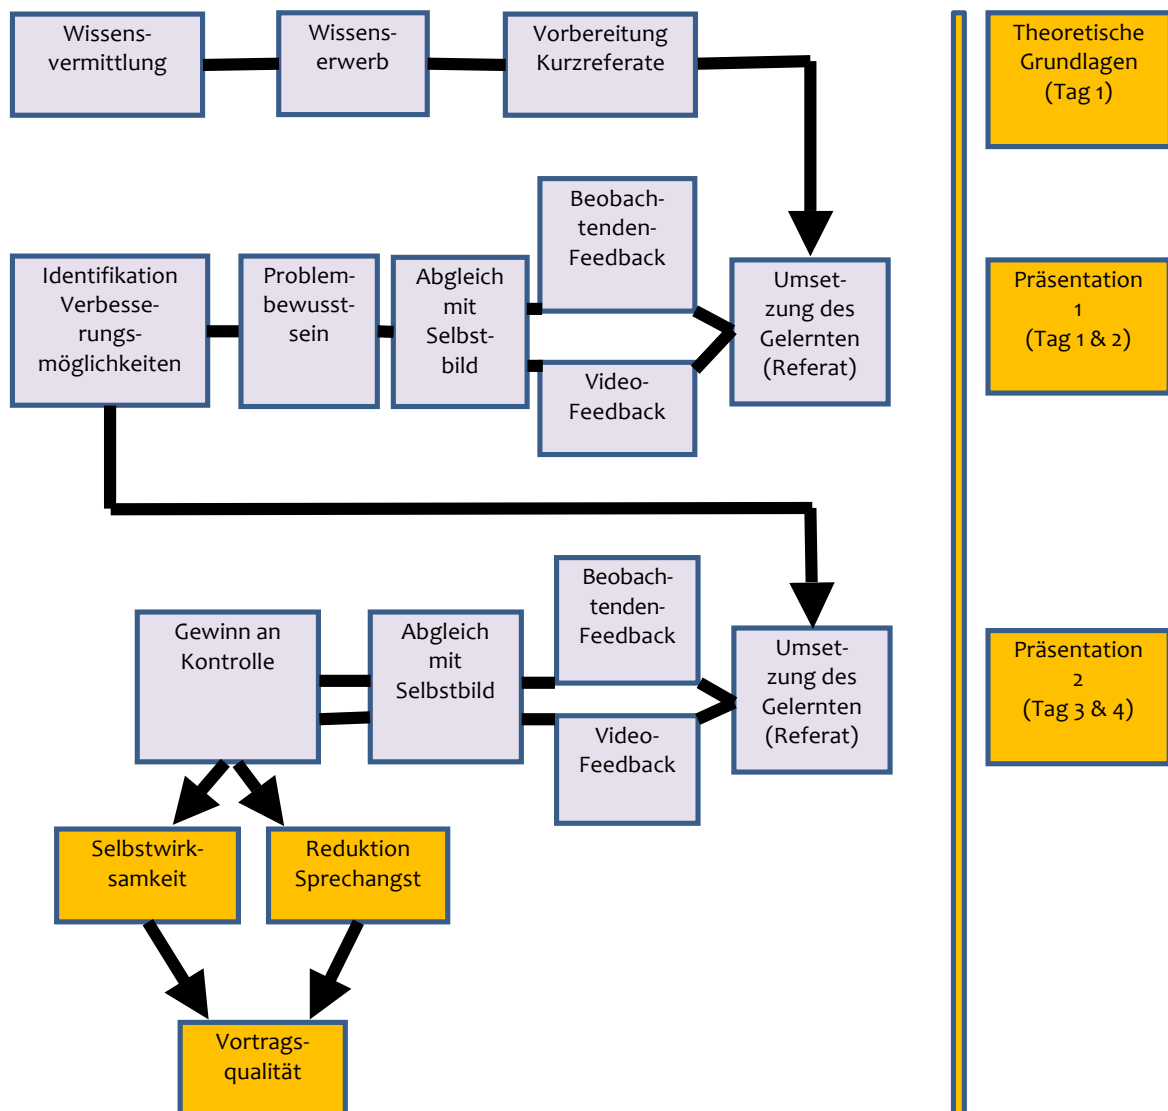 Wissens-
vermittlung
Wissens-
erwerb
Vorbereitung
Kurzreferate
Theoretische
Grundlagen
(Tag 1)
Identifikation
Verbesse-
rungs-
möglichkeiten
Problem-
bewusst-
sein
Abgleich
mit
Selbst-
bild
Beobach-
tenden-
Feedback
Video-
Feedback
Umset-
zung des
Gelernten
(Referat)
Präsentation
1
(Tag 1 & 2)
Gewinn an
Kontrolle
Abgleich
mit
Selbstbild
Beobach-
tenden-
Feedback
Video-
Feedback
Umset-
zung des
Gelernten
(Referat)
Präsentation
2
(Tag 3 & 4)
Selbstwirk-
samkeit
Reduktion
Sprechangst
Vortrags-
qualität